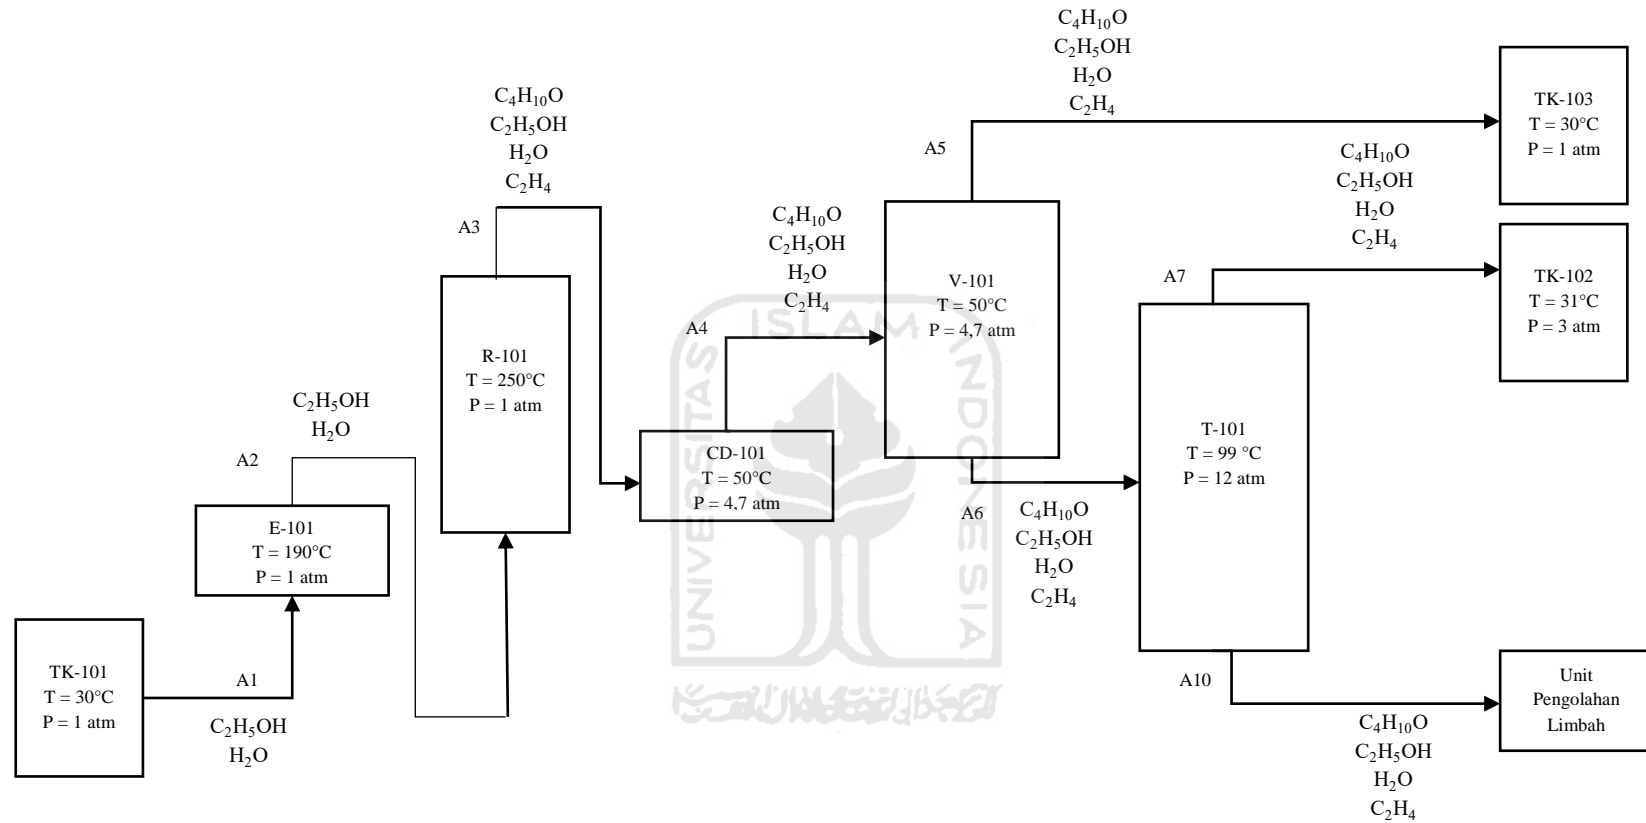 C₄H₁₀O
C₂H₅OH
H₂O
C₂H₄
TK-103
T = 30°C
P = 1 atm
A5
C₄H₁₀O
C₂H₅OH
H₂O
C₂H₄
A3
C₄H₁₀O
C₂H₅OH
H₂O
C₂H₄
C₄H₁₀O
C₂H₅OH
H₂O
C₂H₄
A7
TK-102
T = 31°C
P = 3 atm
V-101
T = 50°C
P = 4,7 atm
A4
R-101
T = 250°C
P = 1 atm
C₂H₅OH
H₂O
A2
CD-101
T = 50°C
P = 4,7 atm
T-101
T = 99 °C
P = 12 atm
A6
C₄H₁₀O
C₂H₅OH
H₂O
C₂H₄
E-101
T = 190°C
P = 1 atm
TK-101
T = 30°C
P = 1 atm
A1
C₂H₅OH
H₂O
A10
C₄H₁₀O
C₂H₅OH
H₂O
C₂H₄
Unit
Pengolahan
Limbah
UNIVERSITAS
ISLAM
INDONESIA